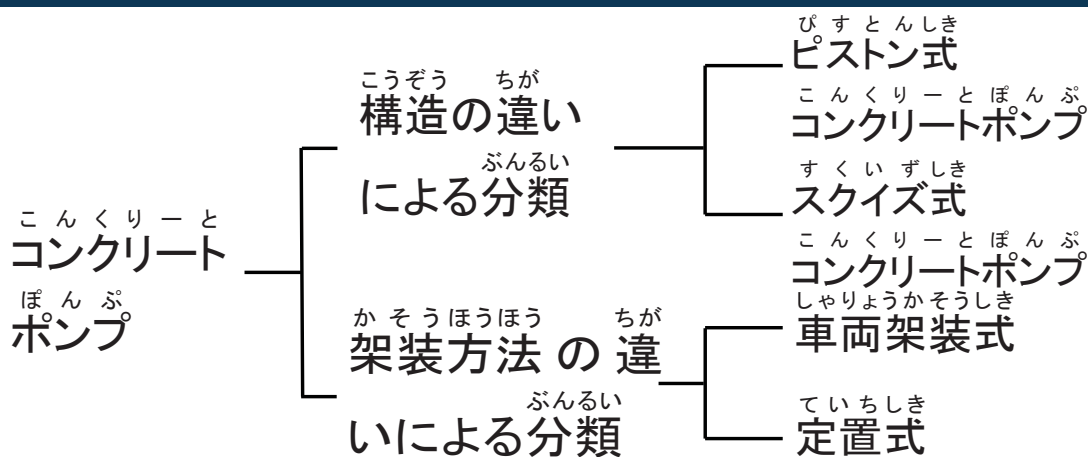 こんくりーと
コンクリート
ぽんぷ
ポンプ
こうぞう ちが
構造の違い
ぶんるい
による分類
ぴすとんしき
ピストン式
こんくりーとぽんぷ
コンクリートポンプ
すくいずしき
スクイズ式
こんくりーとぽんぷ
コンクリートポンプ
かそうほうほう ちが
架装方法 の 違
ぶんるい
いによる分類
しゃりょうかそうしき
車両架装式
ていちしき
定置式